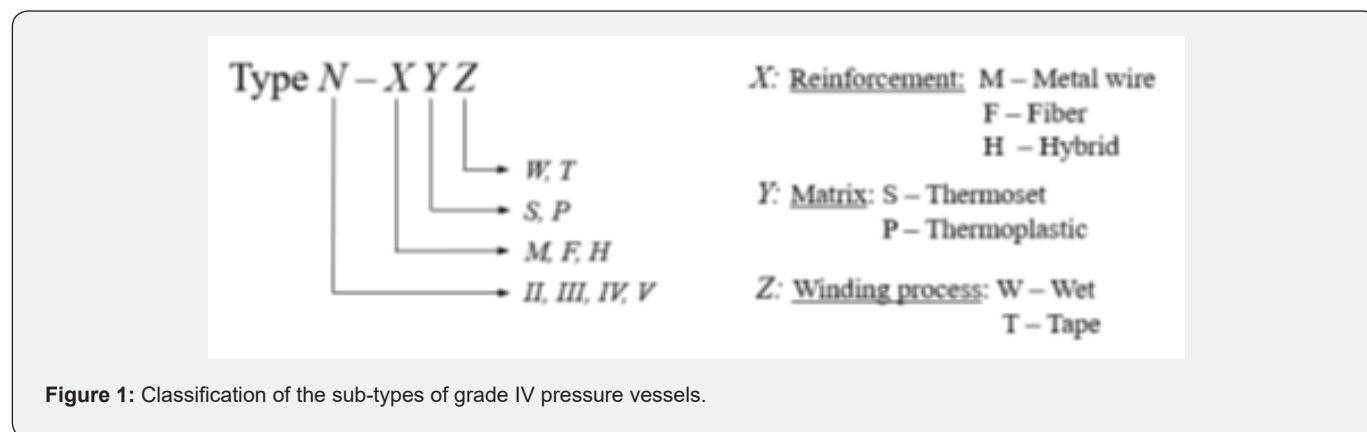 Type N – X Y Z
W, T
S, P
M, F, H
II, III, IV, V
X: Reinforcement: M – Metal wire
F – Fiber
H – Hybrid
Y: Matrix: S – Thermoset
P – Thermoplastic
Z: Winding process: W – Wet
T – Tape
Figure 1: Classification of the sub-types of grade IV pressure vessels.